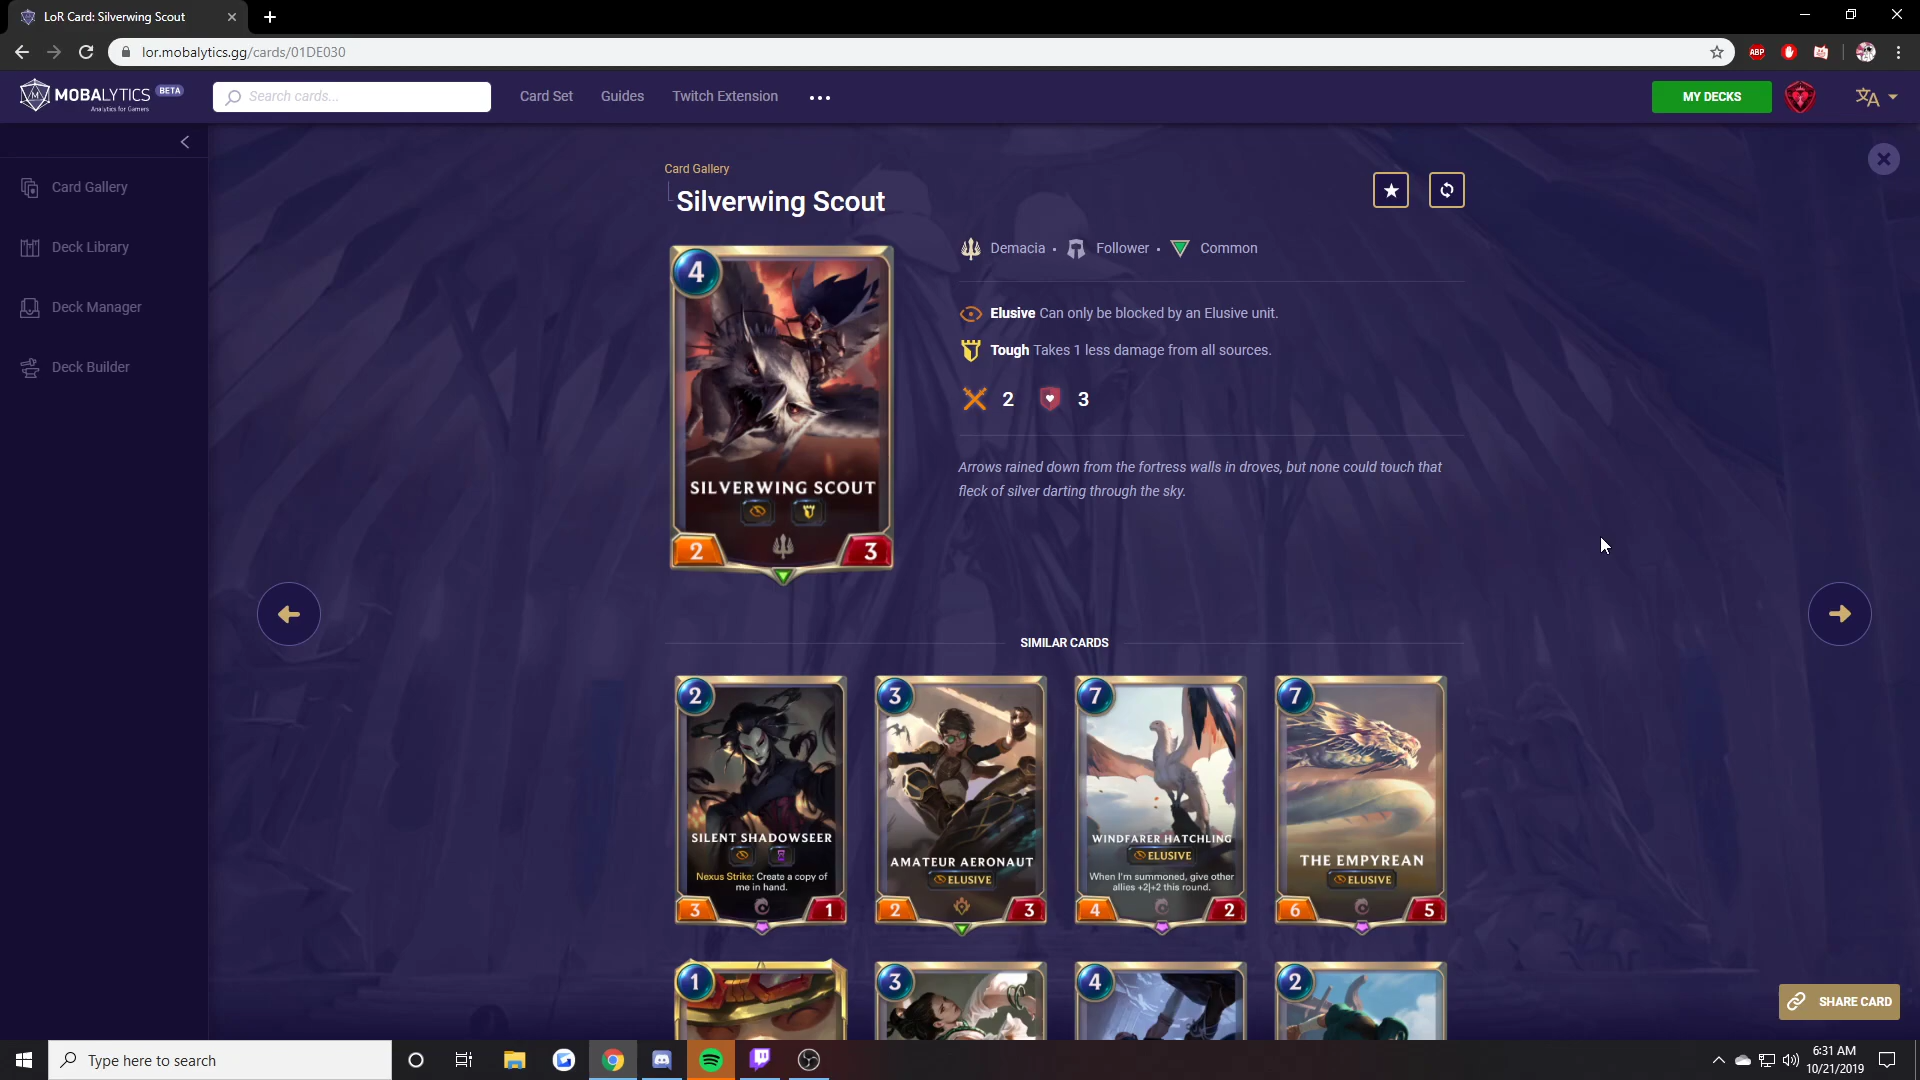 LoR Card: Silverwing Scout
lor.mobalytics.gg/cards/01DE030
ABP
MOBALYTICS BETA
Analytics for Gamers
Search cards...
Card Set
Guides
Twitch Extension
MY DECKS
Card Gallery
Deck Library
Deck Manager
Deck Builder
Card Gallery
Silverwing Scout
Demacia • Follower • Common
Elusive Can only be blocked by an Elusive unit.
Tough Takes 1 less damage from all sources.
2 3
Arrows rained down from the fortress walls in droves, but none could touch that
fleck of silver darting through the sky.
4
SILVERWING SCOUT
2 3
SIMILAR CARDS
2
SILENT SHADOWSEER
Nexus Strike: Create a copy of
me in hand.
3 1
3
AMATEUR AERONAUT
ELUSIVE
2 3
7
WINDFARER HATCHLING
ELUSIVE
When I'm summoned, give other
allies +2|+2 this round.
4 2
7
THE EMPYREAN
ELUSIVE
6 5
1
3
4
2
SHARE CARD
Type here to search
6:31 AM
10/21/2019